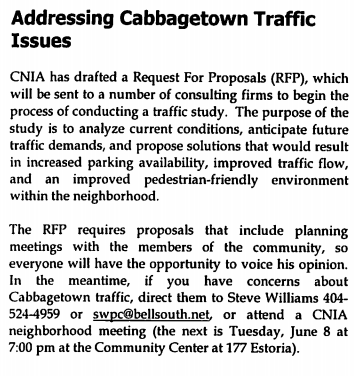 Addressing Cabbagetown Traffic
Issues
CNIA has drafted a Request For Proposals (RFP), which
will be sent to a number of consulting firms to begin the
process of conducting a traffic study. The purpose of the
study is to analyze current conditions, anticipate future
traffic demands, and propose solutions that would result
in increased parking availability, improved traffic flow,
and an improved pedestrian-friendly environment
within the neighborhood.
The RFP requires proposals that include planning
meetings with the members of the community, so
everyone will have the opportunity to voice his opinion.
In the meantime, if you have concerns about
Cabbagetown traffic, direct them to Steve Williams 404-
524-4959 or swpc@bellsouth.net, or attend a CNIA
neighborhood meeting (the next is Tuesday, June 8 at
7:00 pm at the Community Center at 177 Estoria).